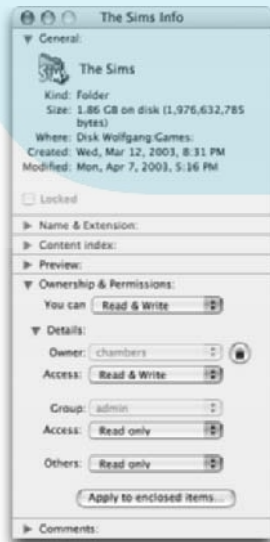 The Sims Info
General:
The Sims
Kind: Folder
Size: 1.86 GB on disk (1,976,632,785
bytes)
Where: Disk Wolfgang:Games:
Created: Wed, Mar 12, 2003, 8:31 PM
Modified: Mon, Apr 7, 2003, 5:16 PM
Locked
Name & Extension:
Content index:
Preview:
Ownership & Permissions:
You can Read & Write
Details:
Owner: chambers
Access: Read & Write
Group: admin
Access: Read only
Others: Read only
Apply to enclosed items...
Comments: